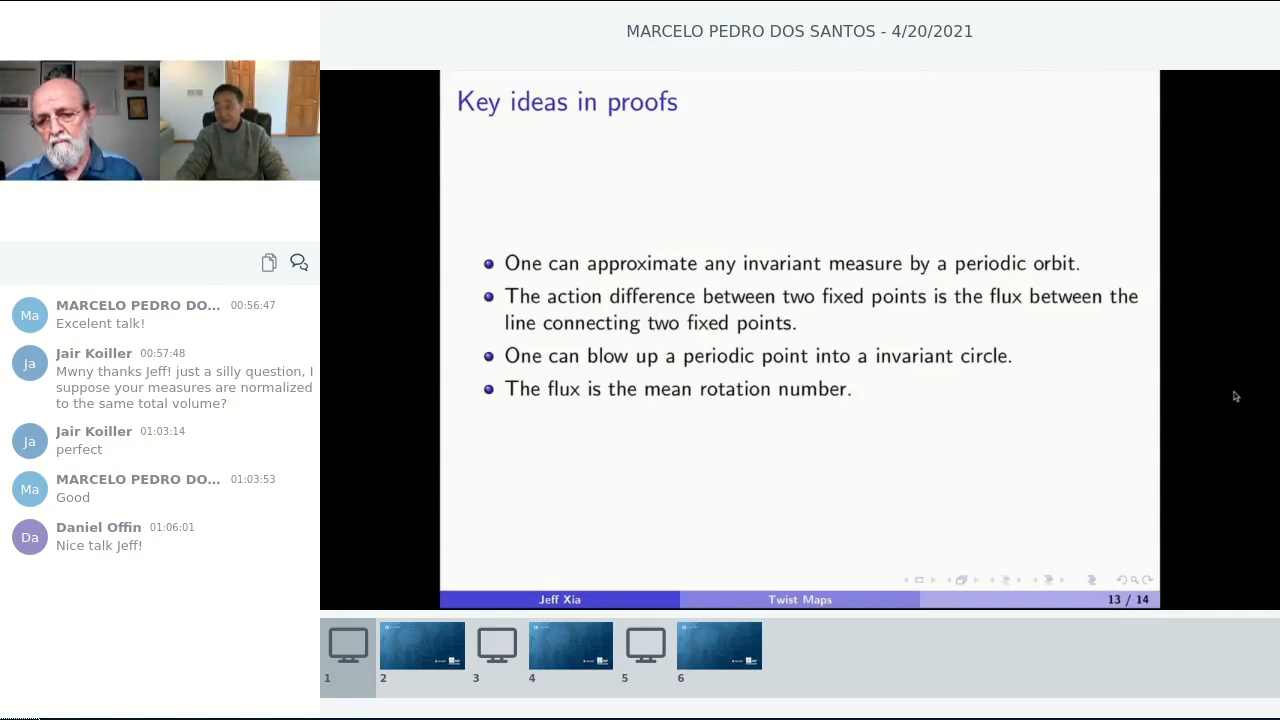 MARCELO PEDRO DOS SANTOS - 4/20/2021
Key ideas in proofs
One can approximate any invariant measure by a periodic orbit.
The action difference between two fixed points is the flux between the
line connecting two fixed points.
One can blow up a periodic point into a invariant circle.
The flux is the mean rotation number.
Jeff Xia
Twist Maps
13 / 14
Ma
MARCELO PEDRO DO... 00:56:47
Excelent talk!
Ja
Jair Koiller 00:57:48
Mwny thanks Jeff! just a silly question, I
suppose your measures are normalized
to the same total volume?
Ja
Jair Koiller 01:03:14
perfect
Ma
MARCELO PEDRO DO... 01:03:53
Good
Da
Daniel Offin 01:06:01
Nice talk Jeff!
1
2
3
4
5
6